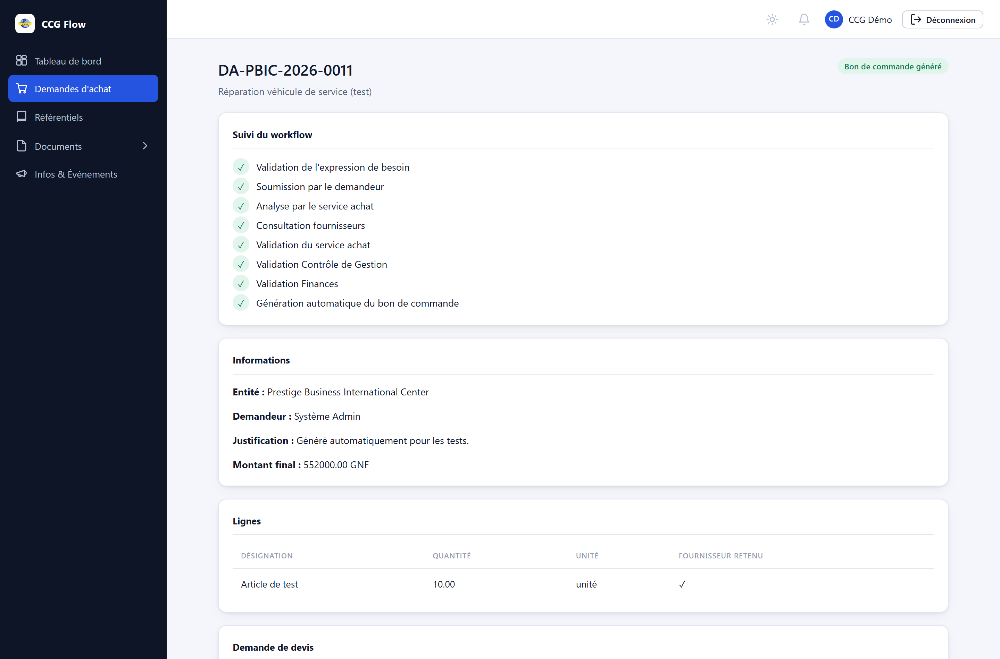 CCG Flow
Tableau de bord
Demandes d'achat
Référentiels
Documents
Infos & Événements
CD CCG Démo Déconnexion
DA-PBIC-2026-0011
Bon de commande généré
Réparation véhicule de service (test)
Suivi du workflow
✓ Validation de l'expression de besoin
✓ Soumission par le demandeur
✓ Analyse par le service achat
✓ Consultation fournisseurs
✓ Validation du service achat
✓ Validation Contrôle de Gestion
✓ Validation Finances
✓ Génération automatique du bon de commande
Informations
Entité : Prestige Business International Center
Demandeur : Système Admin
Justification : Généré automatiquement pour les tests.
Montant final : 552000.00 GNF
Lignes
DÉSIGNATION QUANTITÉ UNITÉ FOURNISSEUR RETENU
Article de test 10.00 unité ✓
Demande de devis